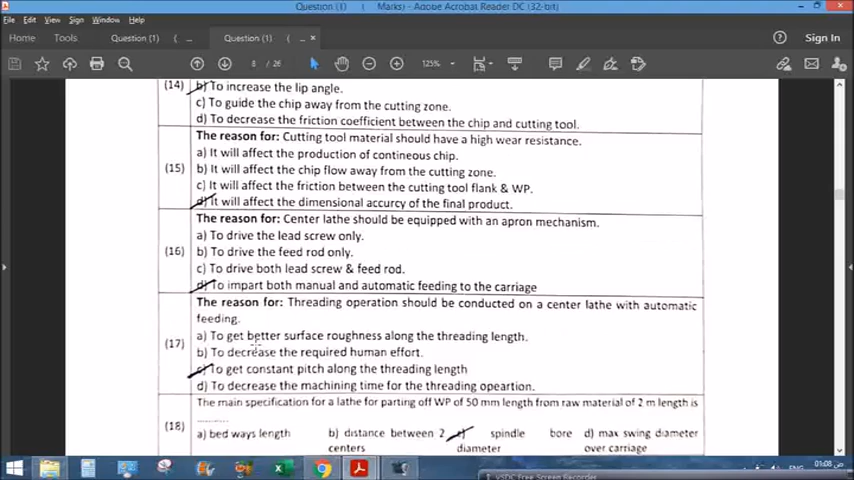 Question (1) ( Marks) - Adobe Acrobat Reader DC (32-bit)
File Edit View Sign Window Help
Home Tools Question (1) ( ... Question (1) ( ... × Sign In
8 / 26 125%
(14) b) To increase the lip angle.
c) To guide the chip away from the cutting zone.
d) To decrease the friction coefficient between the chip and cutting tool.
The reason for: Cutting tool material should have a high wear resistance.
a) It will affect the production of contineous chip.
(15) b) It will affect the chip flow away from the cutting zone.
c) It will affect the friction between the cutting tool flank & WP.
d) It will affect the dimensional accurcy of the final product.
The reason for: Center lathe should be equipped with an apron mechanism.
a) To drive the lead screw only.
(16) b) To drive the feed rod only.
c) To drive both lead screw & feed rod.
d) To impart both manual and automatic feeding to the carriage
The reason for: Threading operation should be conducted on a center lathe with automatic
feeding.
a) To get better surface roughness along the threading length.
(17) b) To decrease the required human effort.
c) To get constant pitch along the threading length
d) To decrease the machining time for the threading opeartion.
The main specification for a lathe for parting off WP of 50 mm length from raw material of 2 m length is
............
(18) a) bed ways length b) distance between 2 c) spindle bore d) max swing diameter
centers diameter over carriage
ENG 01:08 ص
VSDC Free Screen Recorder